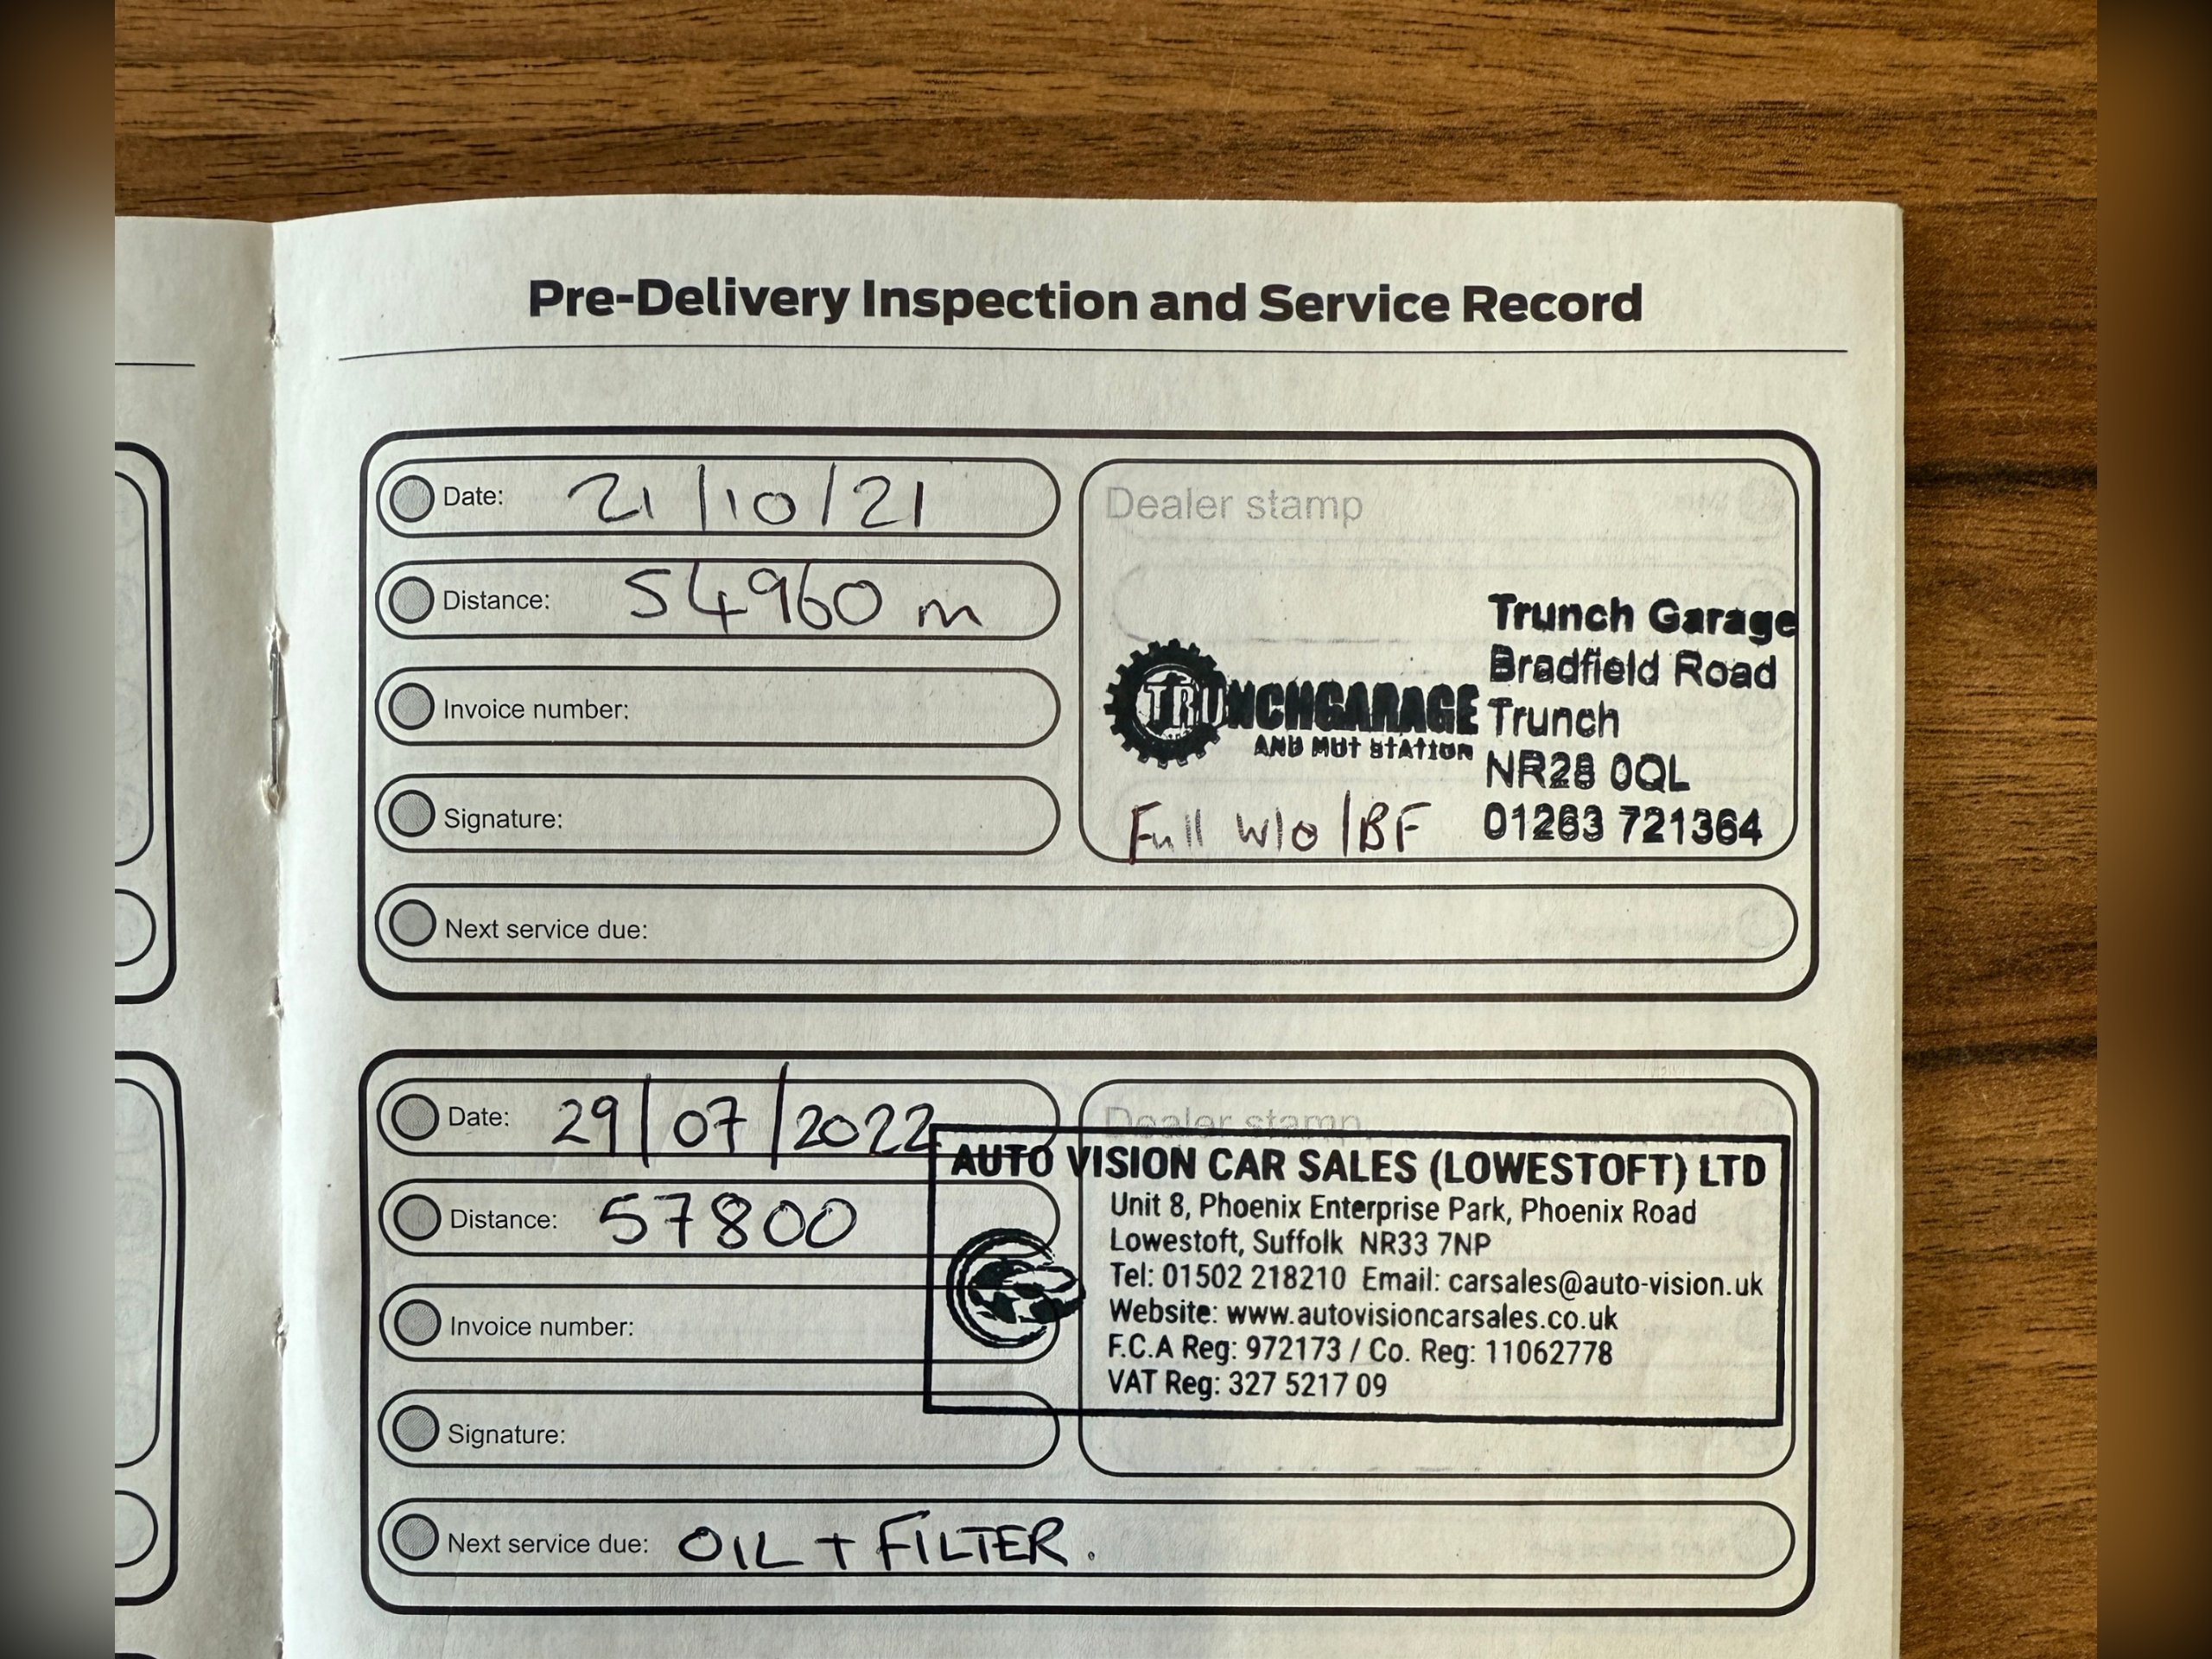 Pre-Delivery Inspection and Service Record
Date: 21/10/21
Distance: 54960 m
Invoice number:
Signature:
Next service due:
Dealer stamp
TRUNCHGARAGE
AND MOT STATION
Trunch Garage
Bradfield Road
Trunch
NR28 0QL
01263 721364
Full w/o /BF
Date: 29/07/2022
Distance: 57800
Invoice number:
Signature:
Next service due: OIL + FILTER.
Dealer stamp
AUTO VISION CAR SALES (LOWESTOFT) LTD
Unit 8, Phoenix Enterprise Park, Phoenix Road
Lowestoft, Suffolk NR33 7NP
Tel: 01502 218210 Email: carsales@auto-vision.uk
Website: www.autovisioncarsales.co.uk
F.C.A Reg: 972173 / Co. Reg: 11062778
VAT Reg: 327 5217 09